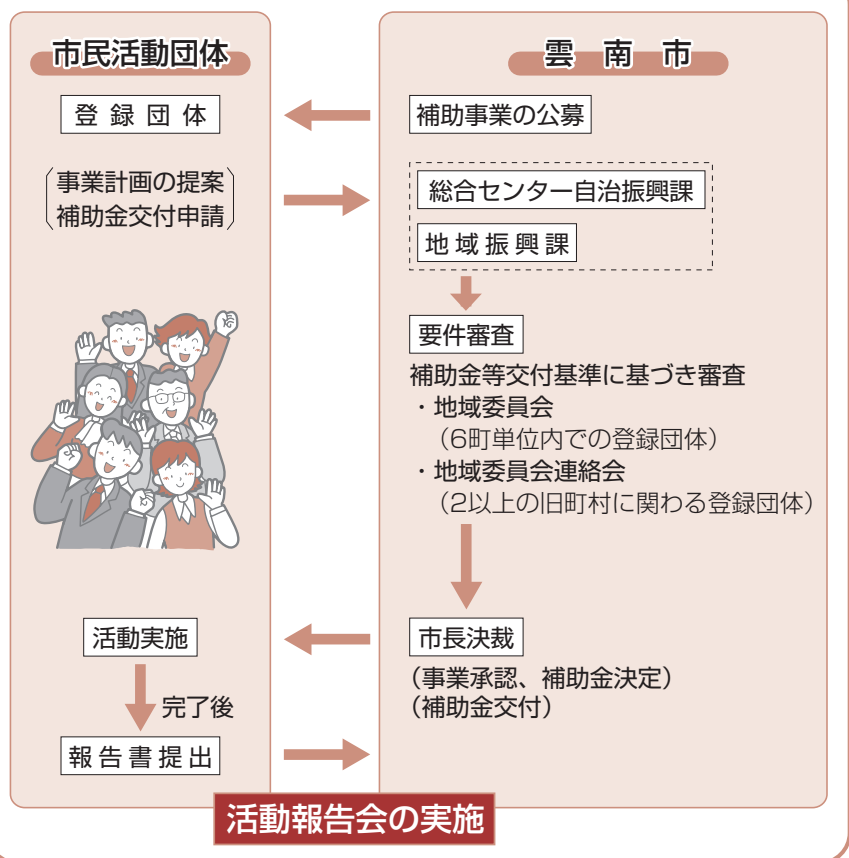 市民活動団体
登録団体
事業計画の提案
補助金交付申請
活動実施
完了後
報告書提出
雲南市
補助事業の公募
総合センター自治振興課
地域振興課
要件審査
補助金等交付基準に基づき審査
・地域委員会
（6町単位内での登録団体）
・地域委員会連絡会
（2以上の旧町村に関わる登録団体）
市長決裁
（事業承認、補助金決定）
（補助金交付）
活動報告会の実施